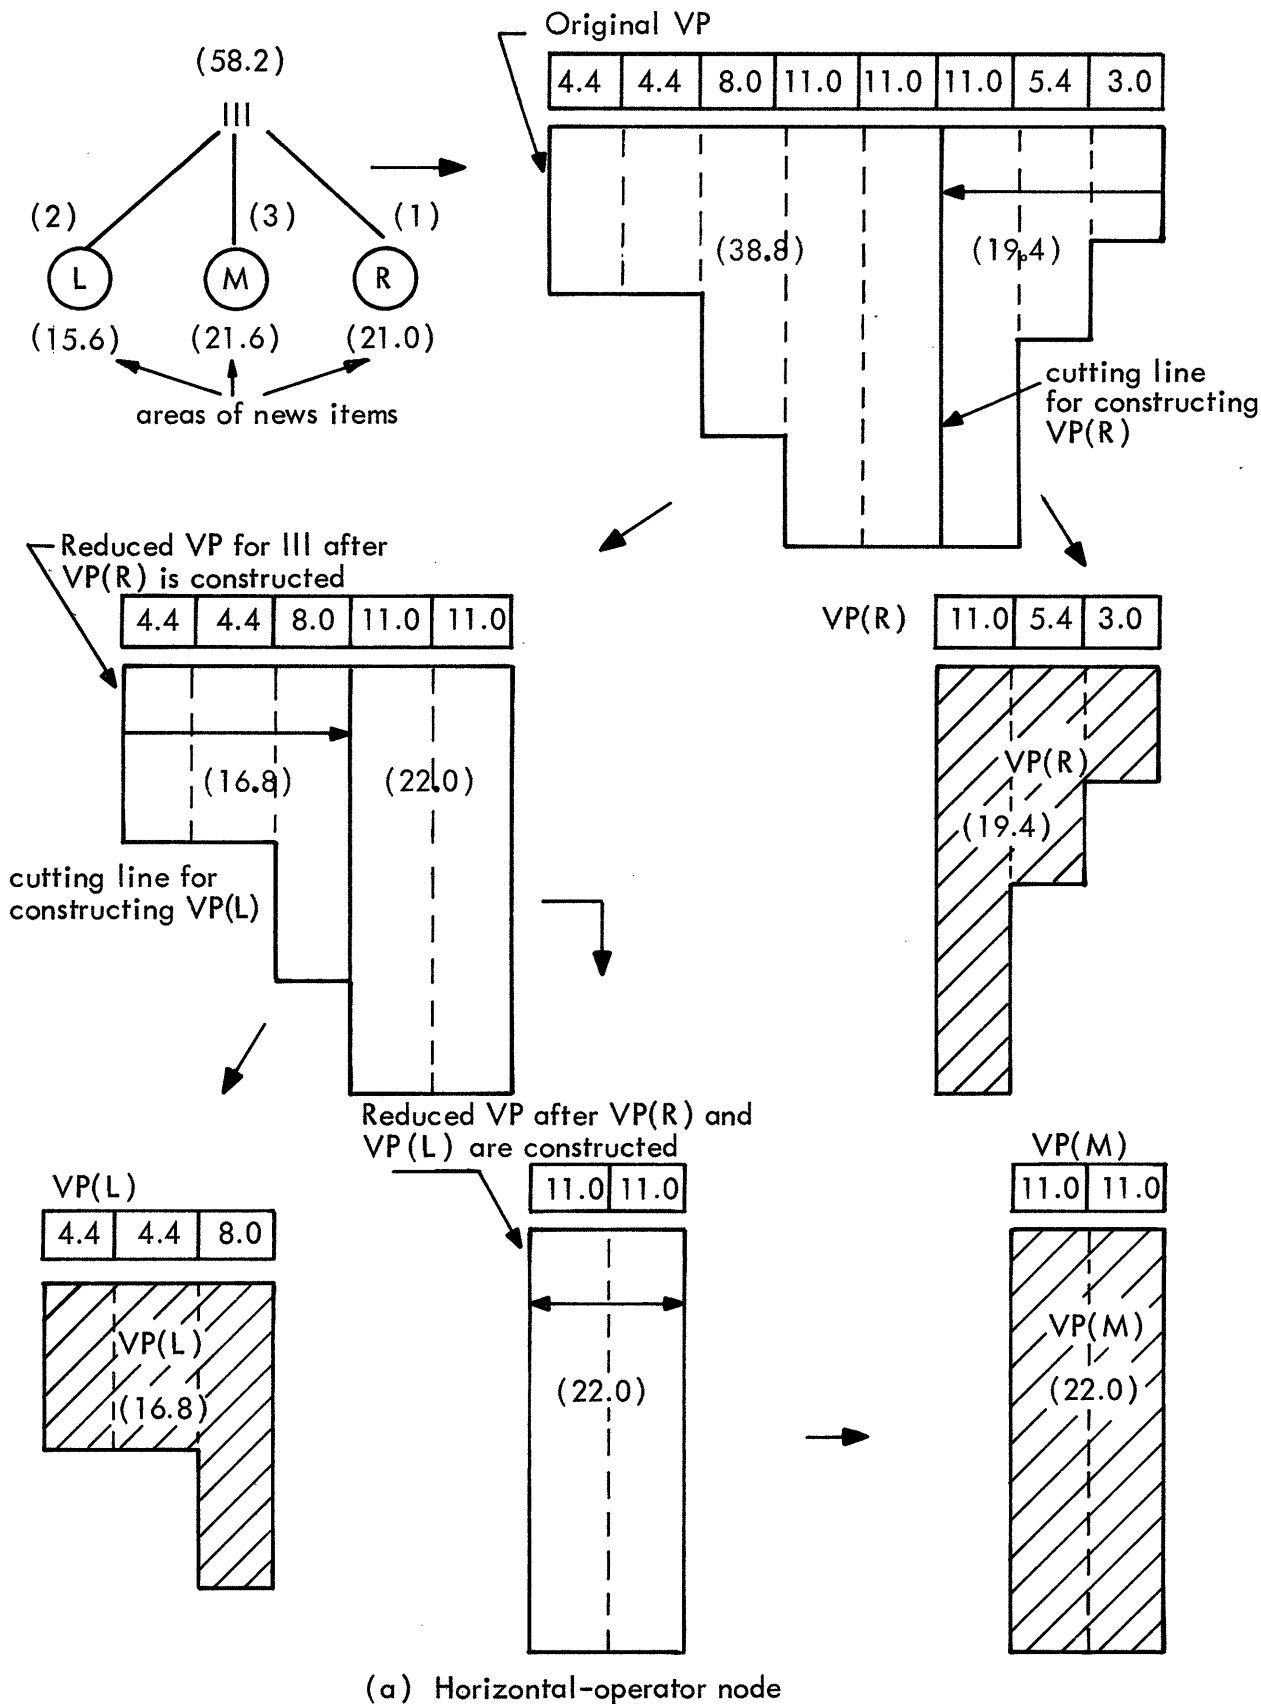 Original VP
(58.2)
4.4 4.4 8.0 11.0 11.0 11.0 5.4 3.0
III
(2) (3) (1)
(38.8) (19.4)
L M R
(15.6) (21.6) (21.0)
areas of news items
cutting line
for constructing
VP(R)
Reduced VP for III after
VP(R) is constructed
4.4 4.4 8.0 11.0 11.0
VP(R) 11.0 5.4 3.0
(16.8) (22.0)
VP(R)
(19.4)
cutting line for
constructing VP(L)
Reduced VP after VP(R) and
VP(L) are constructed
VP(M)
11.0 11.0
11.0 11.0
VP(L)
4.4 4.4 8.0
VP(L)
(16.8)
(22.0)
VP(M)
(22.0)
(a) Horizontal-operator node